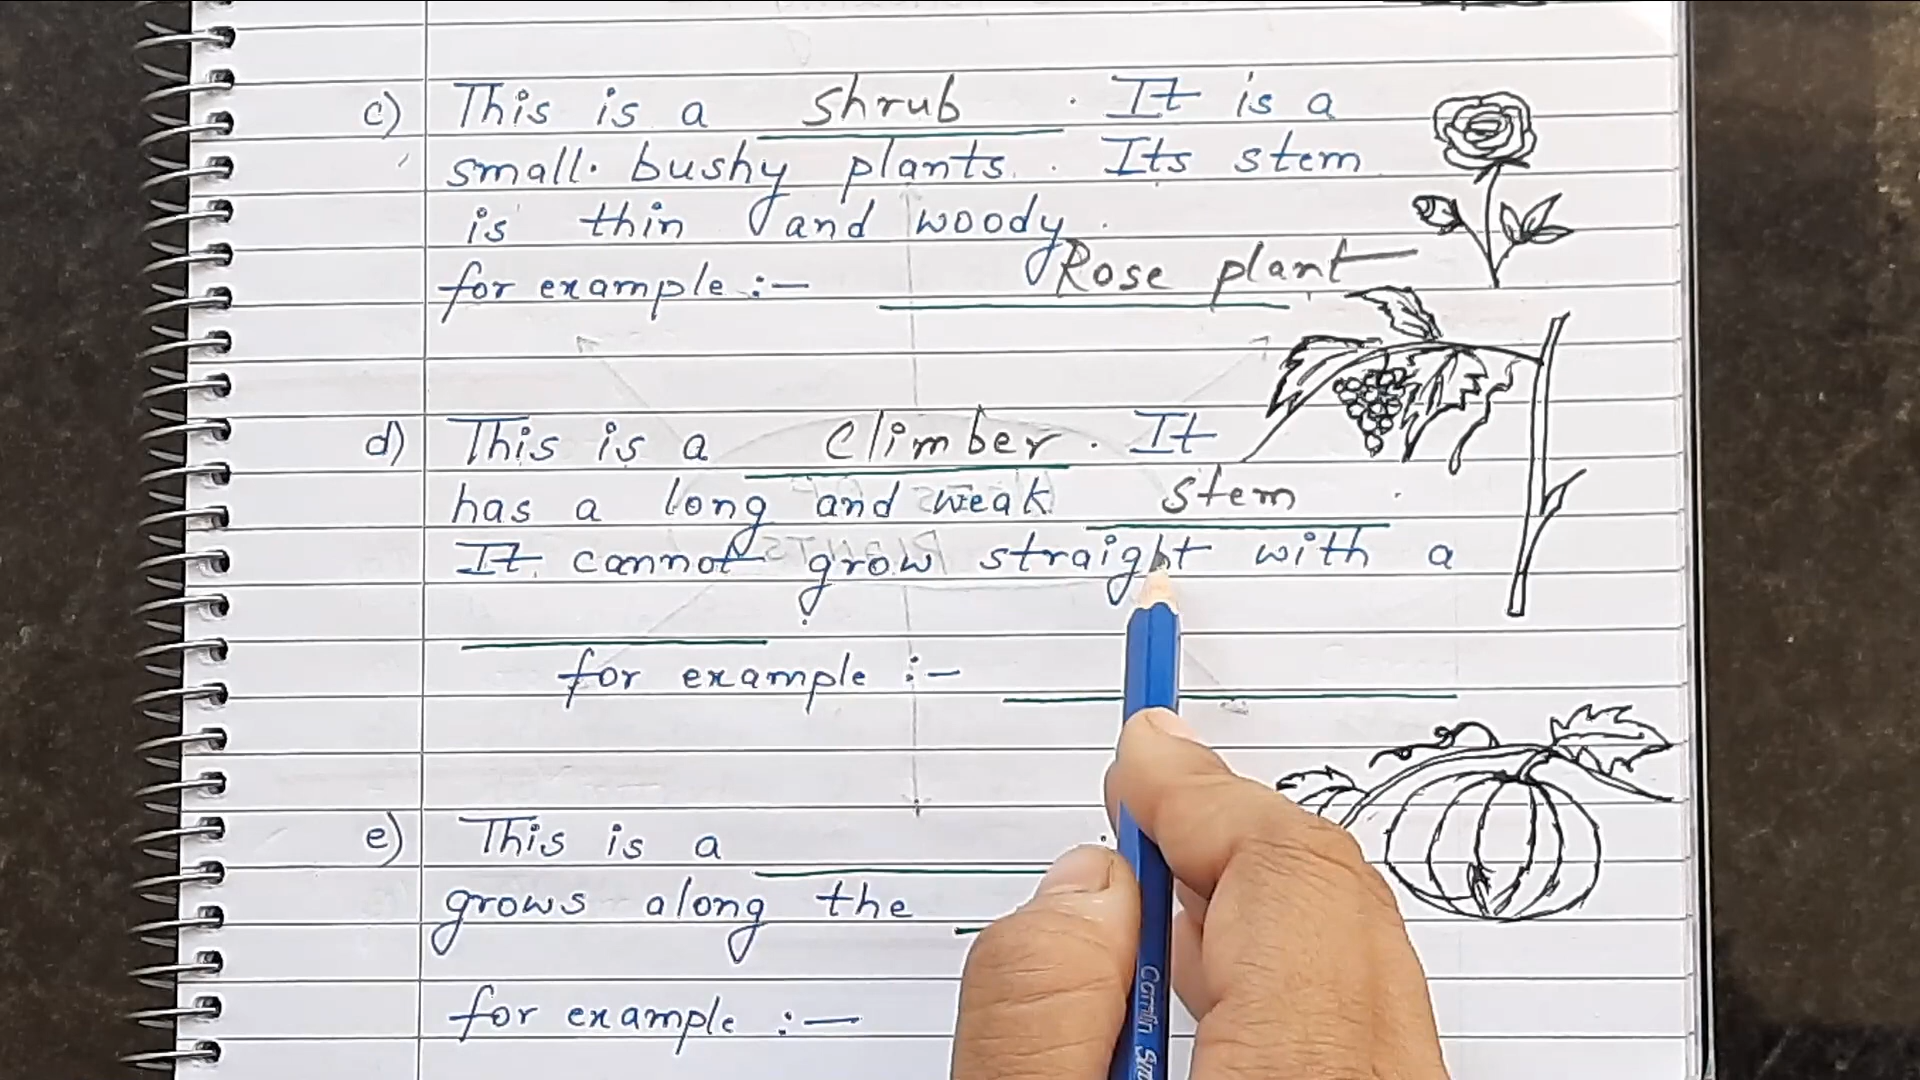 c) This is a shrub. It is a
small. bushy plants. Its stem
is thin and woody.
for example :- Rose plant
d) This is a Climber. It
has a long and weak stem.
It cannot grow straight with a
for example :-
e) This is a
grows along the
for example :-
Camlin